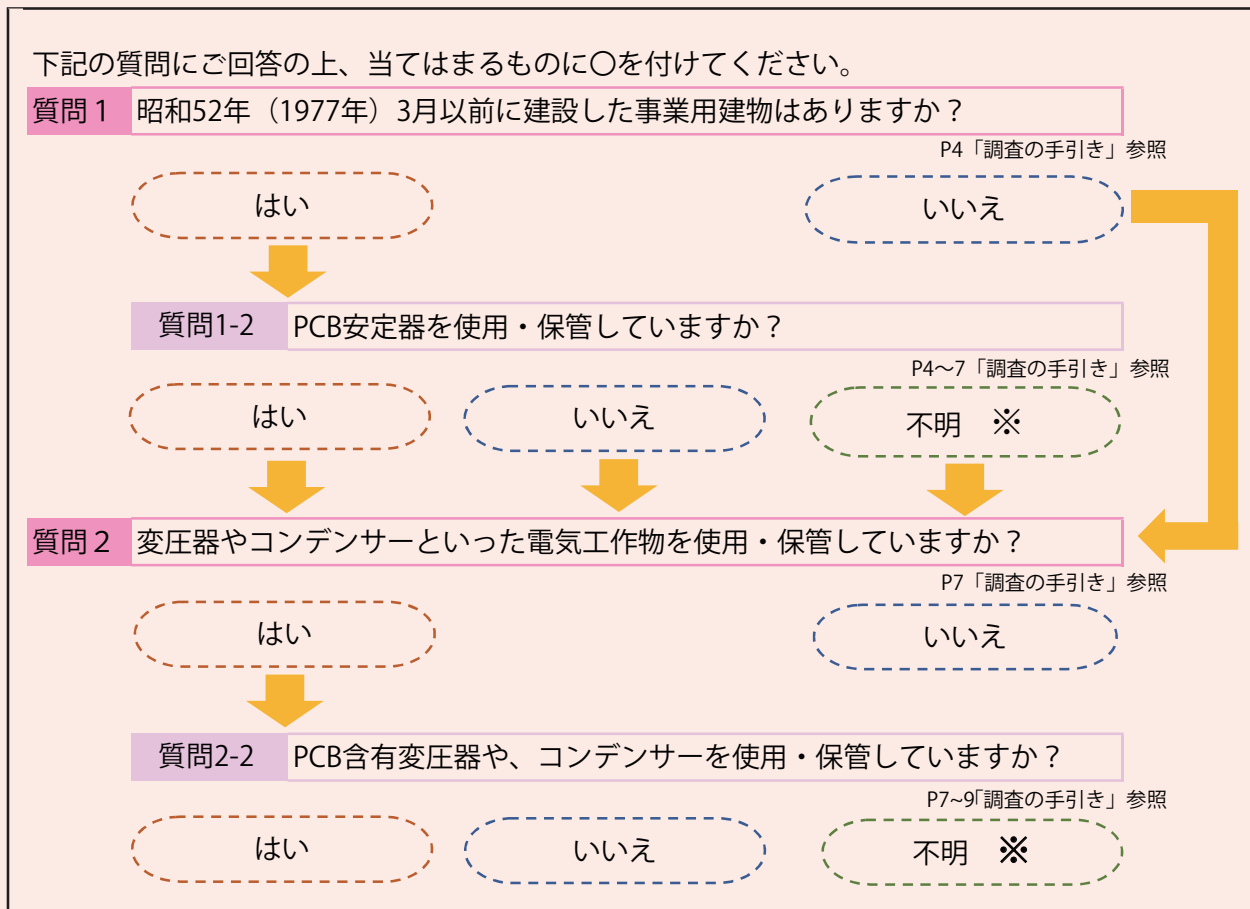 下記の質問にご回答の上、当てはまるものに〇を付けてください。
質問1 昭和52年（1977年）3月以前に建設した事業用建物はありますか？
P4「調査の手引き」参照
はい いいえ
質問1-2 PCB安定器を使用・保管していますか？
P4～7「調査の手引き」参照
はい いいえ 不明 ※
質問2 変圧器やコンデンサーといった電気工作物を使用・保管していますか？
P7「調査の手引き」参照
はい いいえ
質問2-2 PCB含有変圧器や、コンデンサーを使用・保管していますか？
P7~9「調査の手引き」参照
はい いいえ 不明 ※